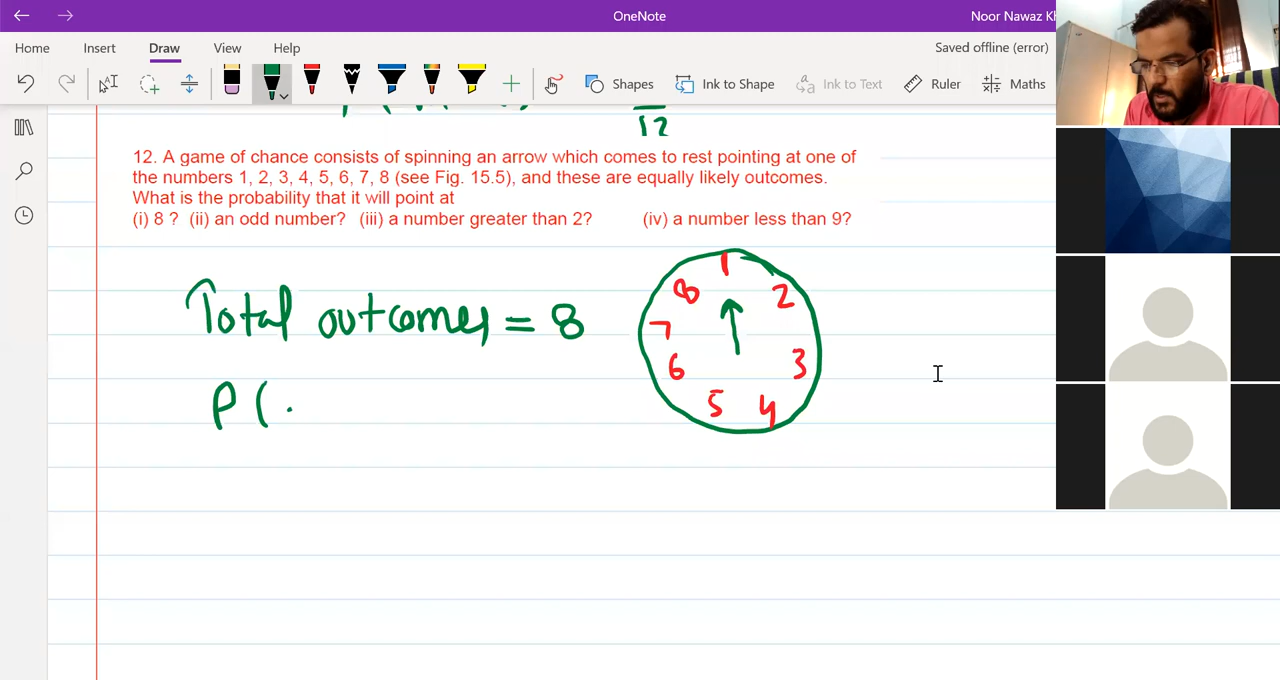 OneNote
Noor Nawaz Kh
Home Insert Draw View Help
Saved offline (error)
Shapes Ink to Shape Ink to Text Ruler Maths
12
12. A game of chance consists of spinning an arrow which comes to rest pointing at one of
the numbers 1, 2, 3, 4, 5, 6, 7, 8 (see Fig. 15.5), and these are equally likely outcomes.
What is the probability that it will point at
(i) 8 ? (ii) an odd number? (iii) a number greater than 2? (iv) a number less than 9?
Total outcomes = 8
1
8 2
7
6 3
5 4
P (.